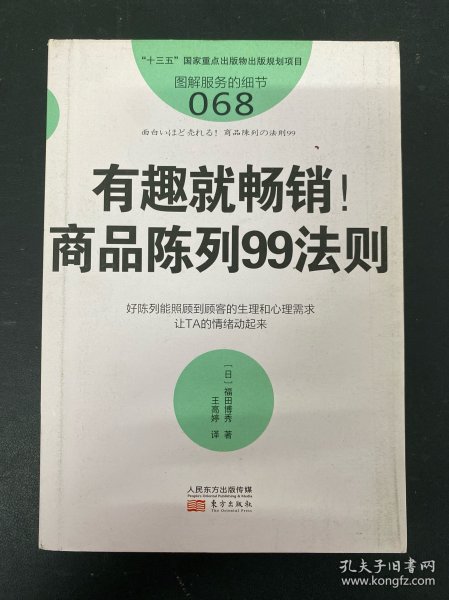 “十三五”国家重点出版物出版规划项目
图解服务的细节
068
面白いほど売れる！商品陳列の法則99
有趣就畅销！
商品陈列99法则
好陈列能照顾到顾客的生理和心理需求
让TA的情绪动起来
［日］福田博秀 著
王高婷 译
人民东方出版传媒
People's Oriental Publishing & Media
東方出版社
The Oriental Press
孔夫子旧书网
www.kongfz.com